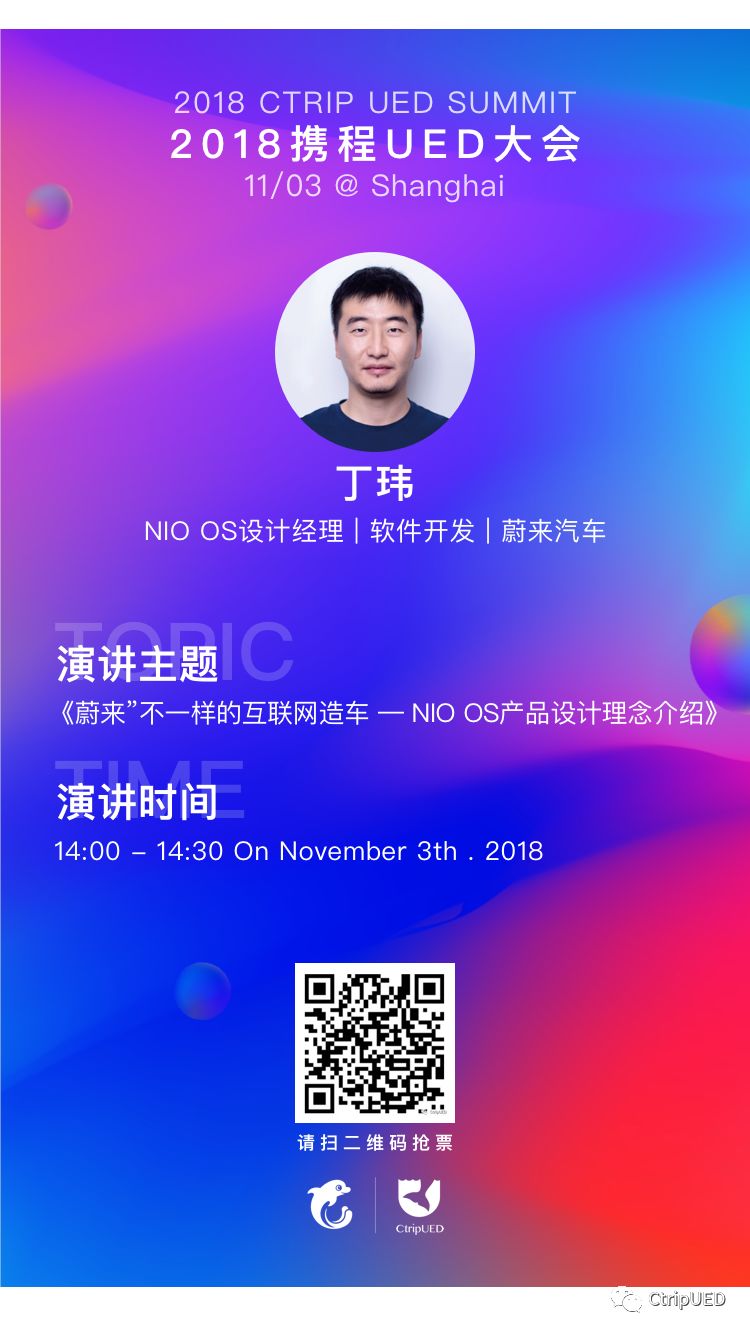 2018 CTRIP UED SUMMIT
2018携程UED大会
11/03 @ Shanghai
丁玮
NIO OS设计经理 | 软件开发 | 蔚来汽车
TOPIC
演讲主题
《蔚来”不一样的互联网造车 — NIO OS产品设计理念介绍》
TIME
演讲时间
14:00 – 14:30 On November 3th . 2018
CtripUED
请扫二维码抢票
CtripUED
CtripUED